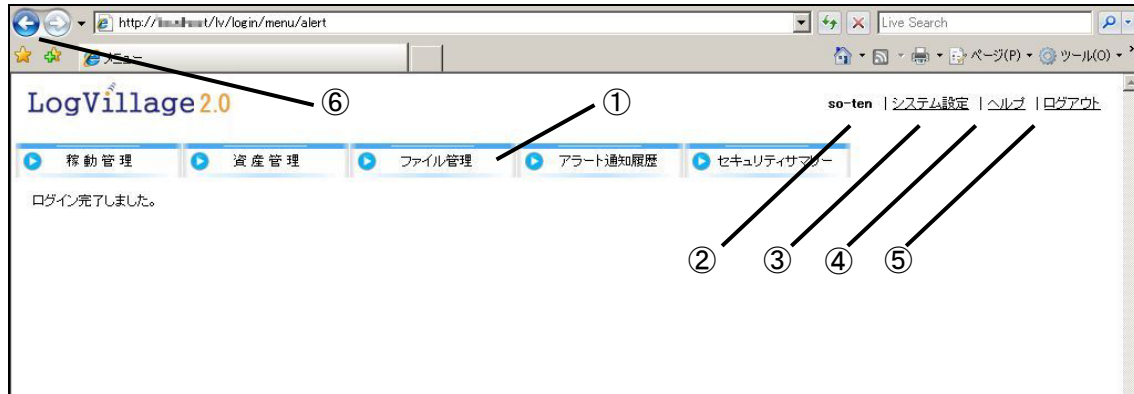 /lv/login/menu/alert
Live Search
メニュー
ページ(P)
ツール(O)
LogVillage 2.0
⑥
①
so-ten | システム設定 | ヘルプ | ログアウト
稼動管理 資産管理 ファイル管理 アラート通知履歴 セキュリティサマリー
ログイン完了しました。
② ③ ④ ⑤